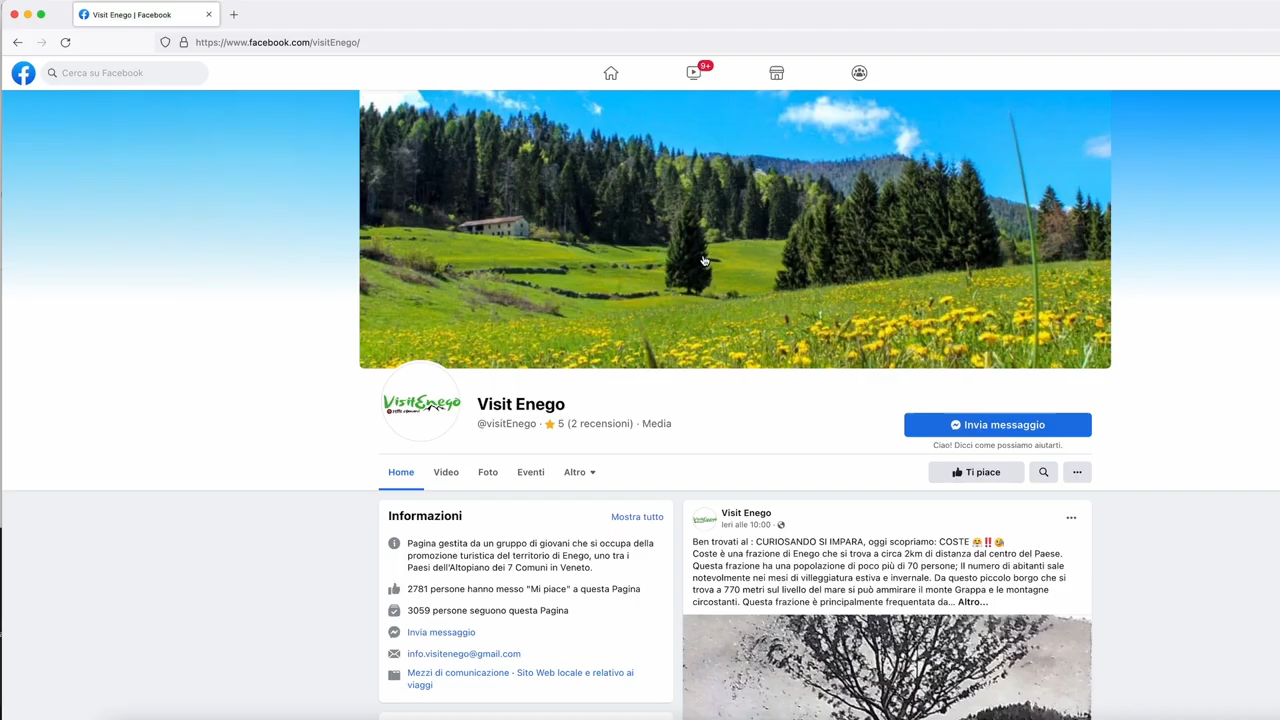 Visit Enego | Facebook
https://www.facebook.com/visitEnego/
Cerca su Facebook
9+
VisitEnego
Visit Enego
@visitEnego · 5 (2 recensioni) · Media
Invia messaggio
Ciao! Dicci come possiamo aiutarti.
Home Video Foto Eventi Altro
Ti piace
Informazioni
Mostra tutto
Pagina gestita da un gruppo di giovani che si occupa della
promozione turistica del territorio di Enego, uno tra i
Paesi dell'Altopiano dei 7 Comuni in Veneto.
2781 persone hanno messo "Mi piace" a questa Pagina
3059 persone seguono questa Pagina
Invia messaggio
info.visitenego@gmail.com
Mezzi di comunicazione · Sito Web locale e relativo ai
viaggi
Visit Enego
Ieri alle 10:00 ·
Ben trovati al : CURIOSANDO SI IMPARA, oggi scopriamo: COSTE 🤗‼️🧐
Coste è una frazione di Enego che si trova a circa 2km di distanza dal centro del Paese.
Questa frazione ha una popolazione di poco più di 70 persone; Il numero di abitanti sale
notevolmente nei mesi di villeggiatura estiva e invernale. Da questo piccolo borgo che si
trova a 770 metri sul livello del mare si può ammirare il monte Grappa e le montagne
circostanti. Questa frazione è principalmente frequentata da... Altro...